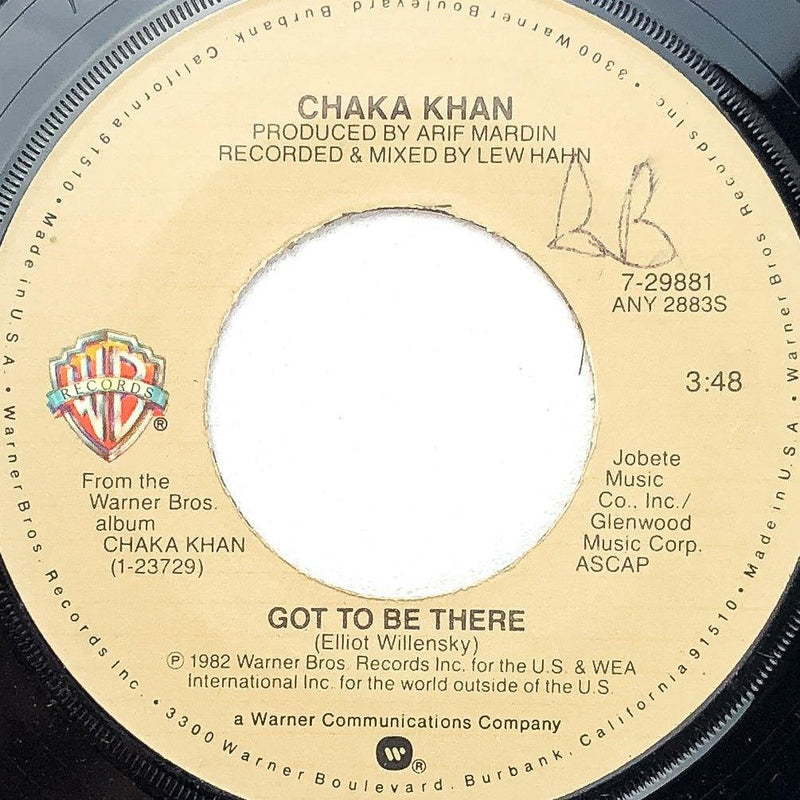 CHAKA KHAN
PRODUCED BY ARIF MARDIN
RECORDED & MIXED BY LEW HAHN
BB
7-29881
ANY 2883S
3:48
WB
RECORDS
®
From the
Warner Bros.
album
CHAKA KHAN
(1-23729)
Jobete
Music
Co., Inc./
Glenwood
Music Corp.
ASCAP
GOT TO BE THERE
(Elliot Willensky)
℗ 1982 Warner Bros. Records Inc. for the U.S. & WEA
International Inc. for the world outside of the U.S.
a Warner Communications Company
®
Made in U.S.A. • Warner Bros. Records Inc. • 3300 Warner Boulevard, Burbank, California 91510 • Made in U.S.A. • Warner Bros. Records Inc. • 3300 Warner Boulevard, Burbank, California 91510 •